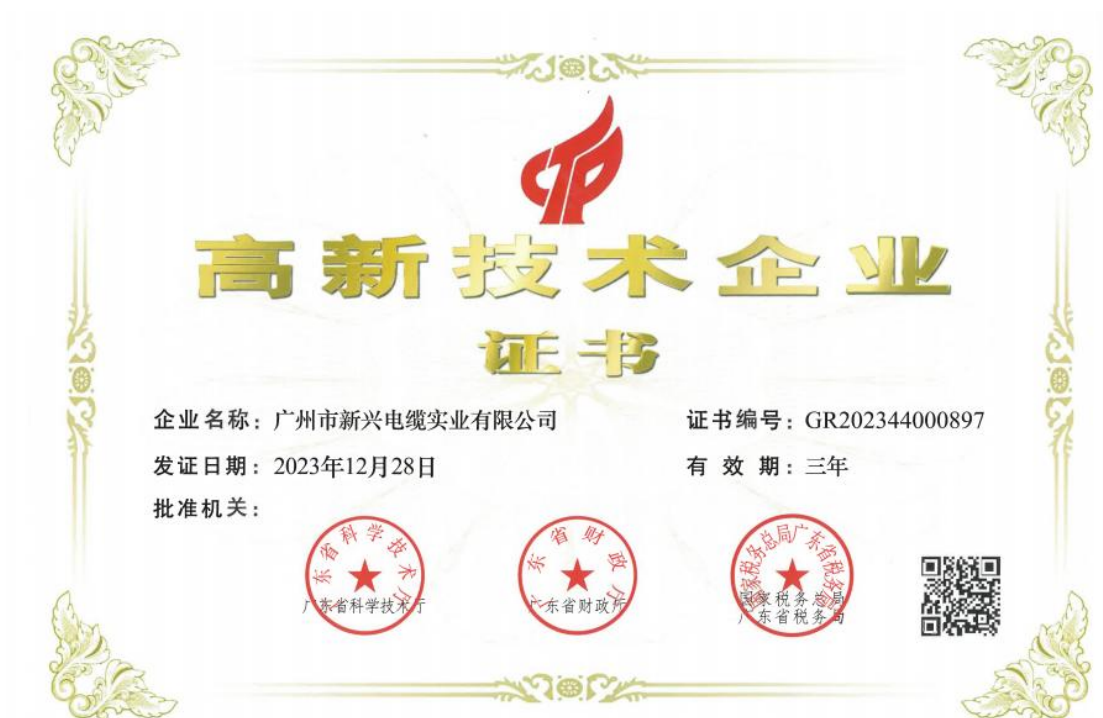 高新技术企业
证书
企业名称：广州市新兴电缆实业有限公司
证书编号：GR202344000897
发证日期：2023年12月28日
有效期：三年
批准机关：
广东省科学技术厅
广东省科学技术厅
广东省财政厅
广东省财政厅
国家税务总局广东省税务局
国家税务总局
广东省税务局